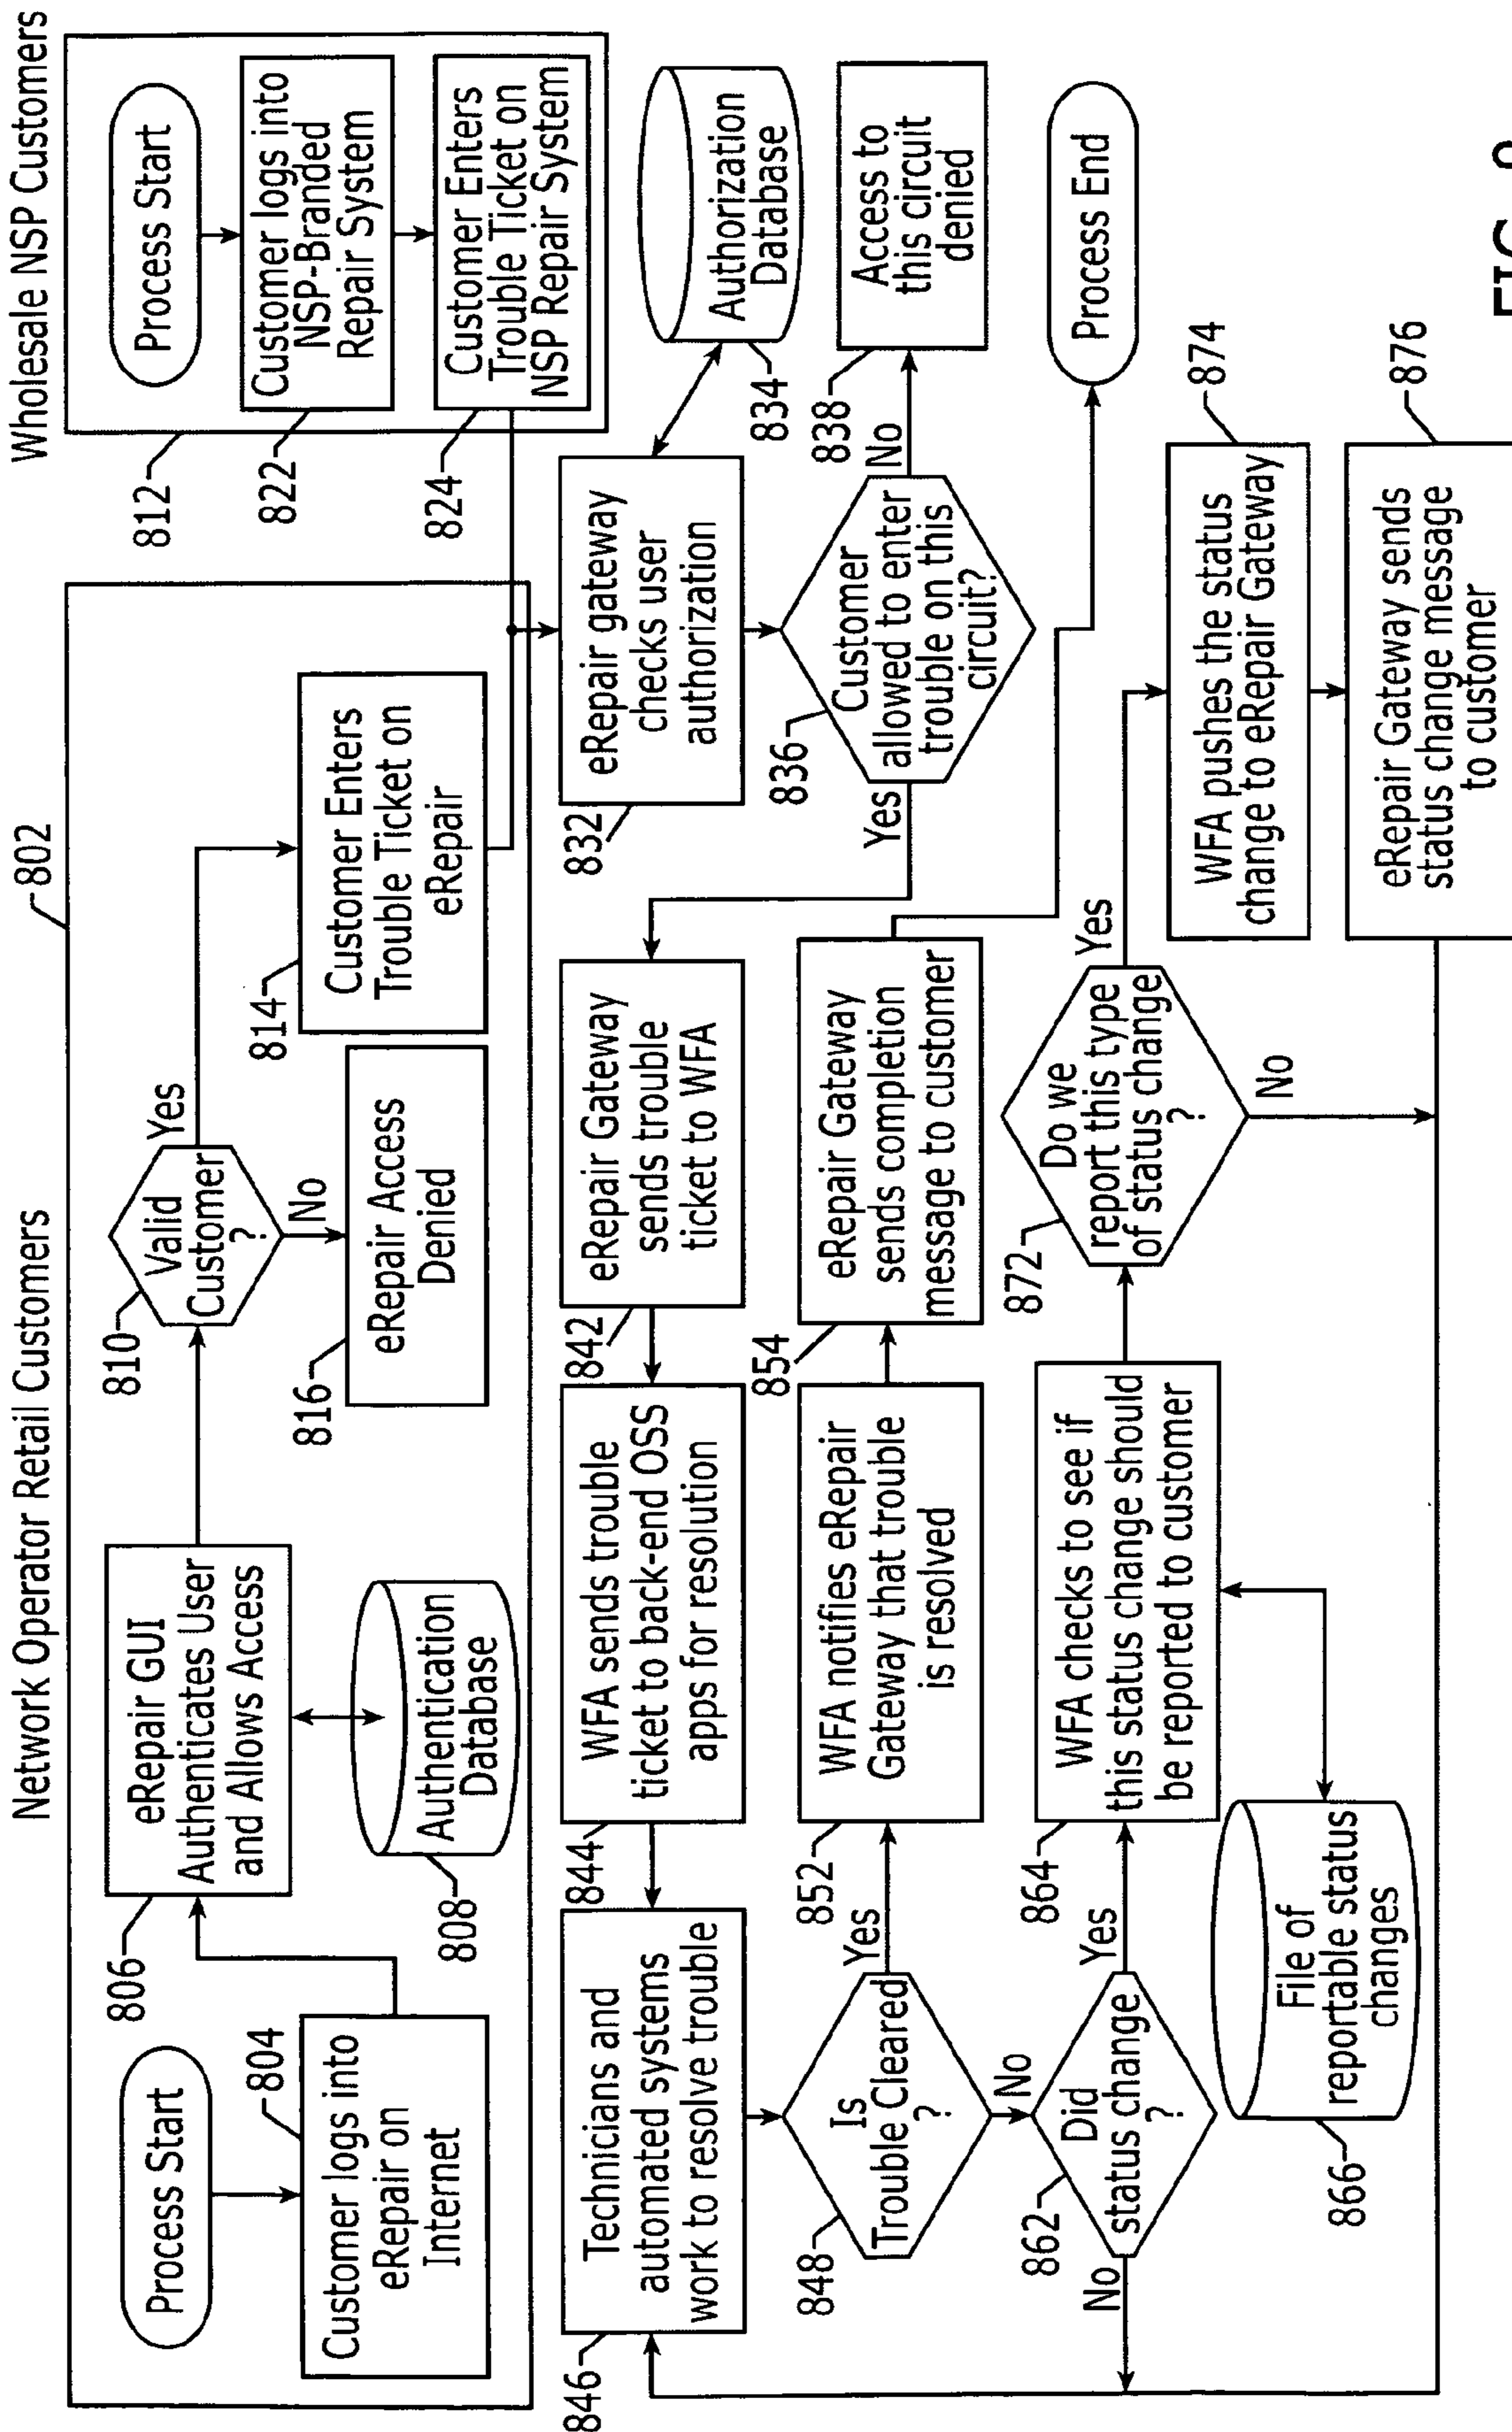 Network Operator Retail Customers
802
Process Start
804
Customer logs into
eRepair on
Internet
806
eRepair GUI
Authenticates User
and Allows Access
808
Authentication
Database
810
Valid
Customer
?
Yes
No
816
eRepair Access
Denied
814
Customer Enters
Trouble Ticket on
eRepair
Wholesale NSP Customers
812
Process Start
822
Customer logs into
NSP-Branded
Repair System
824
Customer Enters
Trouble Ticket on
NSP Repair System
832
eRepair gateway
checks user
authorization
834
Authorization
Database
836
Customer
allowed to enter
trouble on this
circuit?
No
838
Access to
this circuit
denied
Yes
842
eRepair Gateway
sends trouble
ticket to WFA
844
WFA sends trouble
ticket to back-end OSS
apps for resolution
846
Technicians and
automated systems
work to resolve trouble
848
Is
Trouble Cleared
?
Yes
852
WFA notifies eRepair
Gateway that trouble
is resolved
854
eRepair Gateway
sends completion
message to customer
Process End
No
862
Did
status change
?
No
Yes
864
WFA checks to see if
this status change should
be reported to customer
866
File of
reportable status
changes
872
Do we
report this type
of status change
?
Yes
No
874
WFA pushes the status
change to eRepair Gateway
876
eRepair Gateway sends
status change message
to customer